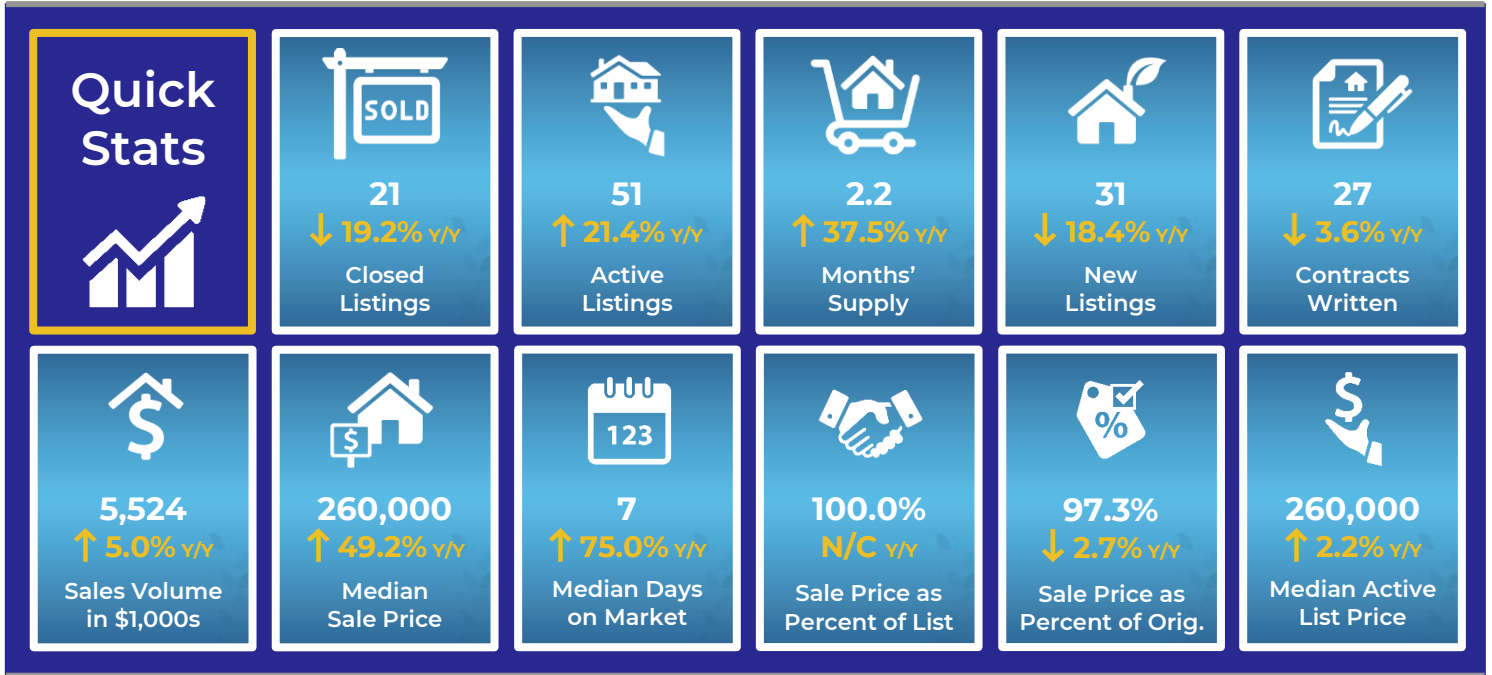 Quick
Stats
SOLD
21
↓ 19.2% Y/Y
Closed
Listings
51
↑ 21.4% Y/Y
Active
Listings
2.2
↑ 37.5% Y/Y
Months’
Supply
31
↓ 18.4% Y/Y
New
Listings
27
↓ 3.6% Y/Y
Contracts
Written
$
5,524
↑ 5.0% Y/Y
Sales Volume
in $1,000s
$
260,000
↑ 49.2% Y/Y
Median
Sale Price
123
7
↑ 75.0% Y/Y
Median Days
on Market
100.0%
N/C Y/Y
Sale Price as
Percent of List
%
97.3%
↓ 2.7% Y/Y
Sale Price as
Percent of Orig.
$
260,000
↑ 2.2% Y/Y
Median Active
List Price